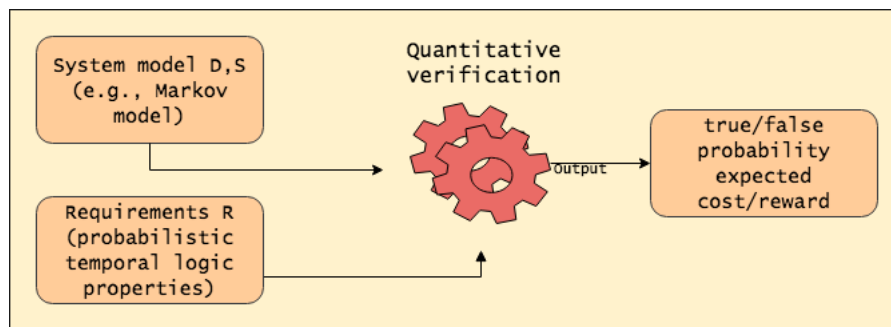 System model D,S
(e.g., Markov
model)
Requirements R
(probabilistic
temporal logic
properties)
Quantitative
verification
Output
true/false
probability
expected
cost/reward